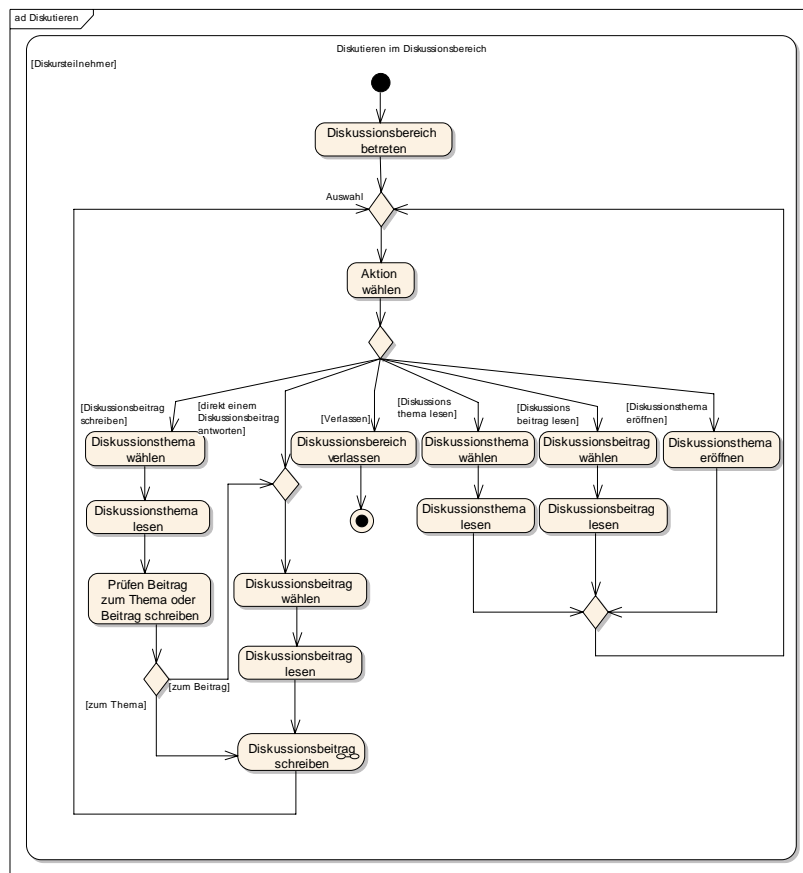 ad Diskutieren
Diskutieren im Diskussionsbereich
[Diskursteilnehmer]
Diskussionsbereich
betreten
Auswahl
Aktion
wählen
[Diskussionsbeitrag
schreiben]
[direkt einem
Diskussionsbeitrag
antworten]
[Verlassen]
[Diskussions
thema lesen]
[Diskussions
beitrag lesen]
[Diskussionsthema
eröffnen]
Diskussionsthema
wählen
Diskussionsbereich
verlassen
Diskussionsthema
wählen
Diskussionsbeitrag
wählen
Diskussionsthema
eröffnen
Diskussionsthema
lesen
Diskussionsthema
lesen
Diskussionsbeitrag
lesen
Prüfen Beitrag
zum Thema oder
Beitrag schreiben
Diskussionsbeitrag
wählen
Diskussionsbeitrag
lesen
[zum Beitrag]
[zum Thema]
Diskussionsbeitrag
schreiben